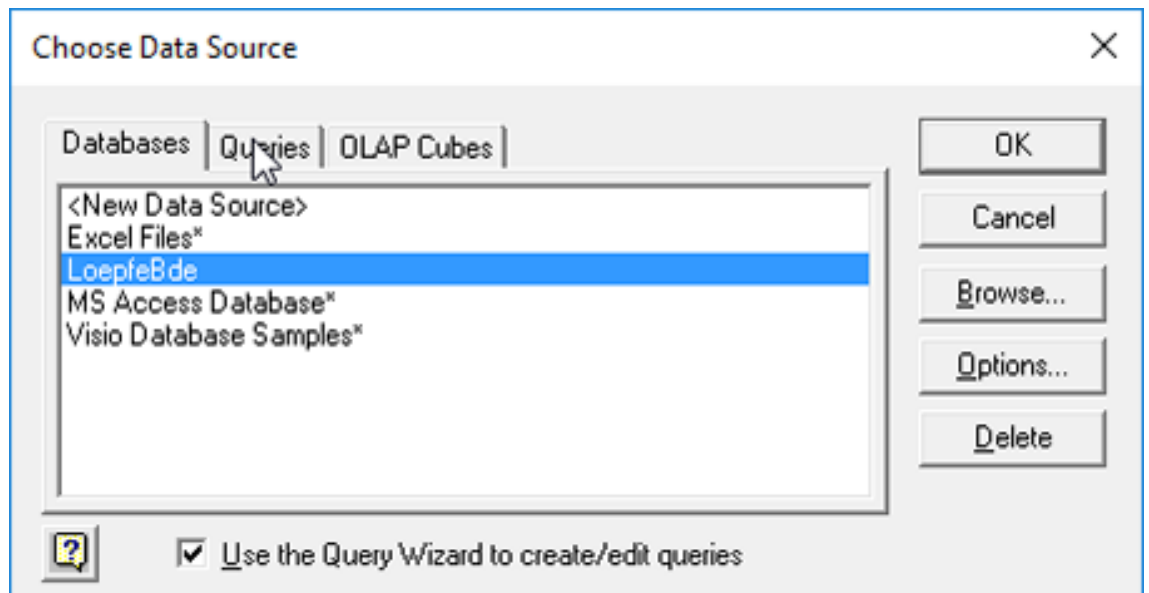 Choose Data Source
Databases Queries OLAP Cubes
<New Data Source>
Excel Files*
LoepfeBde
MS Access Database*
Visio Database Samples*
OK
Cancel
Browse...
Options...
Delete
Use the Query Wizard to create/edit queries